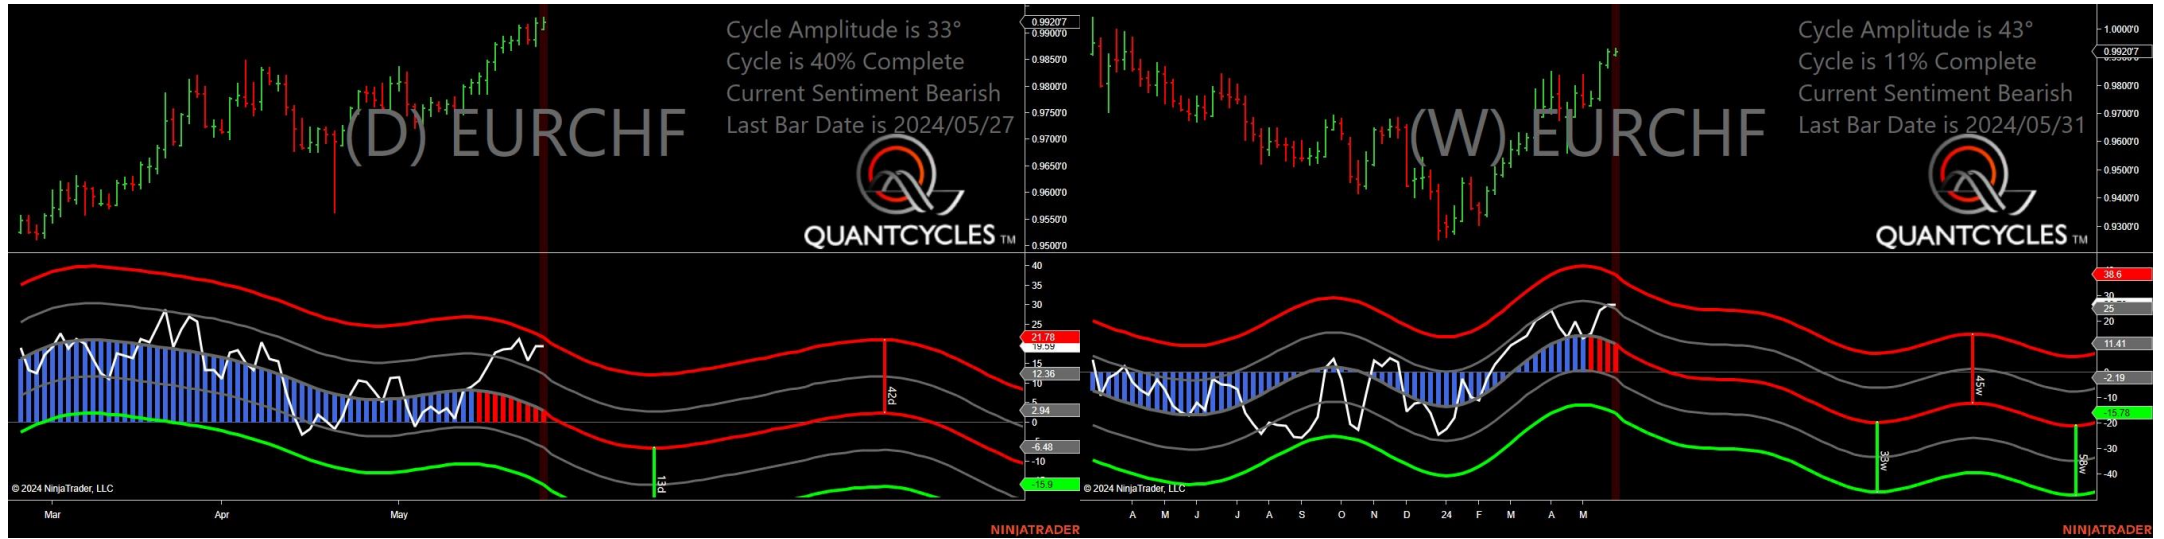 Cycle Amplitude is 33°
Cycle is 40% Complete
Current Sentiment Bearish
Last Bar Date is 2024/05/27
(D) EURCHF
QUANTCYCLES TM
0.9920'7
0.9900'0
0.9850'0
0.9800'0
0.9750'0
0.9700'0
0.9650'0
0.9600'0
0.9550'0
0.9500'0
40
35
30
25
21.78
19.59
15
12.36
10
5
2.94
0
-6.48
-10
-15.9
42d
13d
© 2024 NinjaTrader, LLC
Mar Apr May
NINJATRADER
Cycle Amplitude is 43°
Cycle is 11% Complete
Current Sentiment Bearish
Last Bar Date is 2024/05/31
(W) EURCHF
QUANTCYCLES TM
1.0000'0
0.9920'7
0.9800'0
0.9700'0
0.9600'0
0.9500'0
0.9400'0
0.9300'0
38.6
30
25
20
11.41
-2.19
-10
-15.78
-20
-30
-40
45w
33w
58w
© 2024 NinjaTrader, LLC
A M J J A S O N D 24 F M A M
NINJATRADER